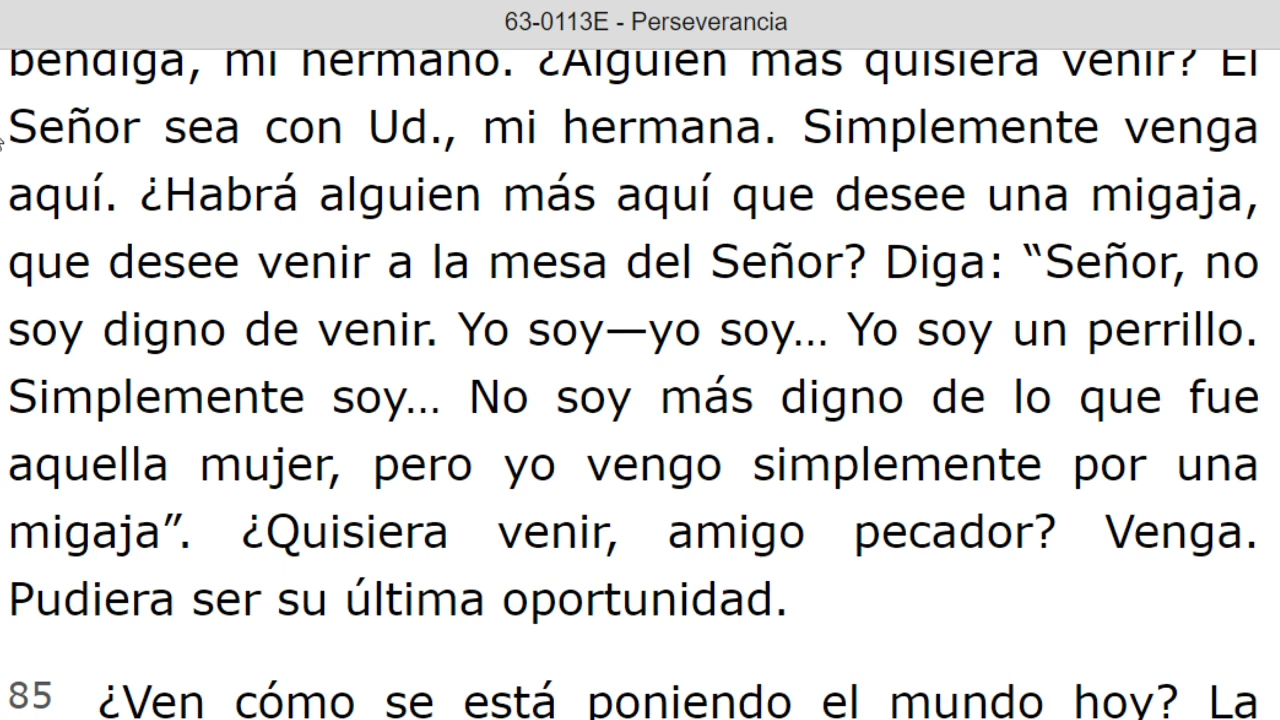 63-0113E - Perseverancia
bendiga, mi hermano. ¿Alguien más quisiera venir? El
Señor sea con Ud., mi hermana. Simplemente venga
aquí. ¿Habrá alguien más aquí que desee una migaja,
que desee venir a la mesa del Señor? Diga: “Señor, no
soy digno de venir. Yo soy—yo soy… Yo soy un perrillo.
Simplemente soy… No soy más digno de lo que fue
aquella mujer, pero yo vengo simplemente por una
migaja”. ¿Quisiera venir, amigo pecador? Venga.
Pudiera ser su última oportunidad.
85 ¿Ven cómo se está poniendo el mundo hoy? La